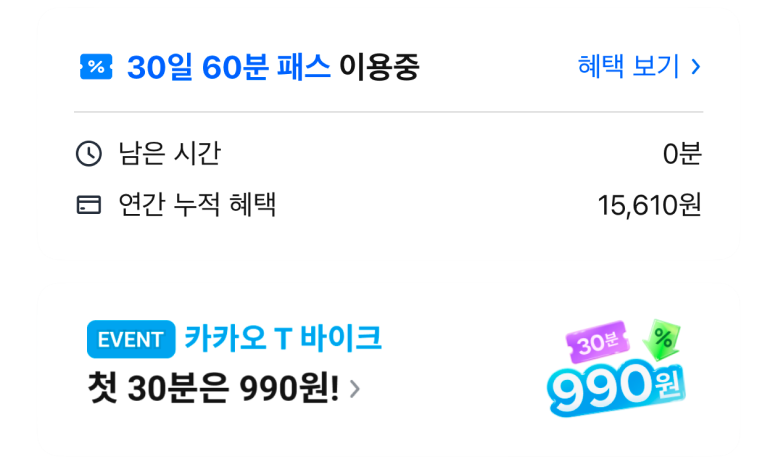 30일 60분 패스 이용중 혜택 보기 >
남은 시간 0분
연간 누적 혜택 15,610원
EVENT 카카오 T 바이크
첫 30분은 990원! >
30분 %
990원